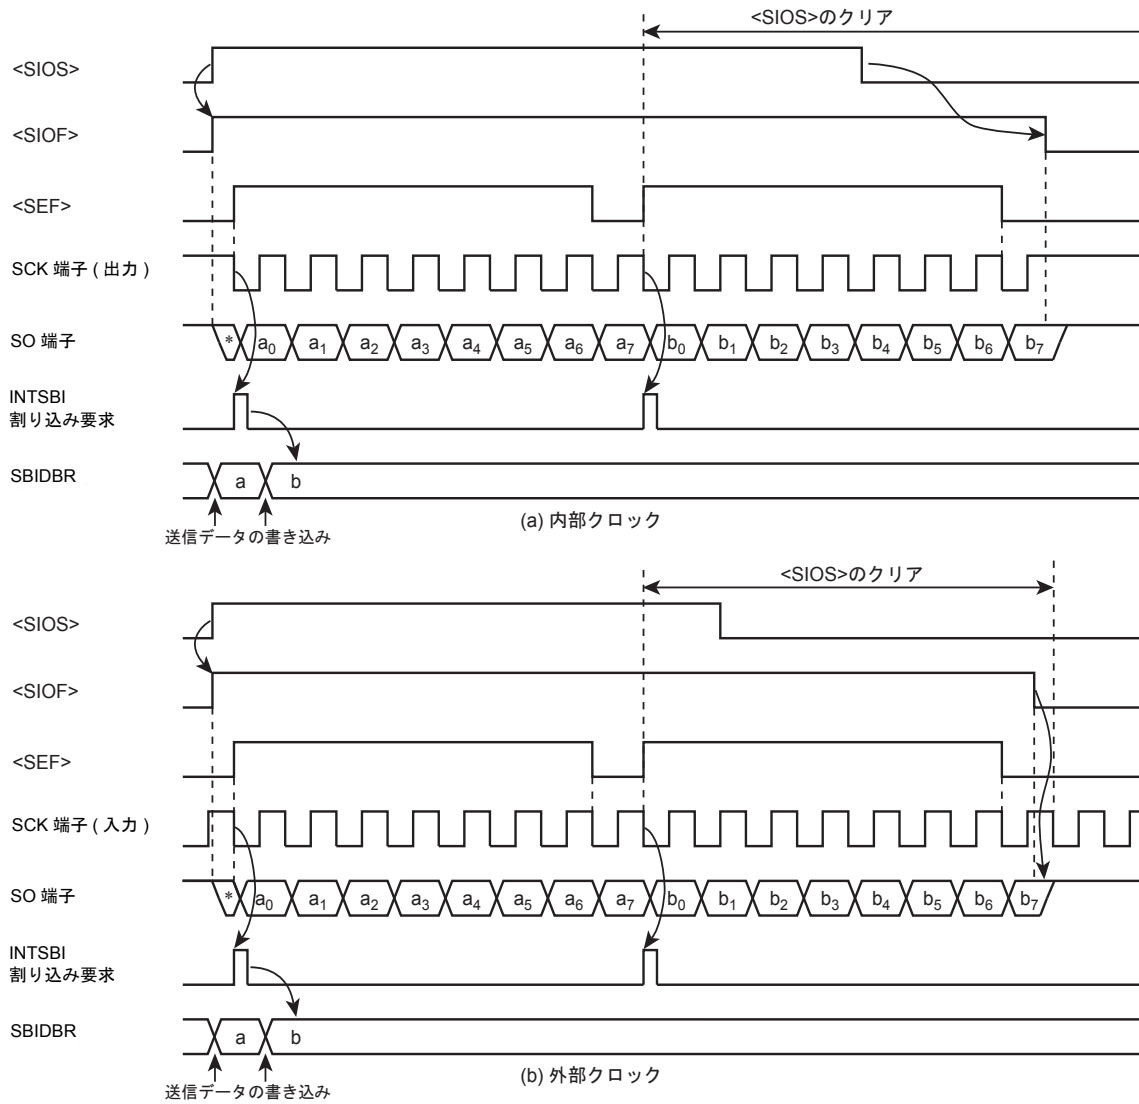 <SIOS>のクリア
<SIOS>
<SIOF>
<SEF>
SCK 端子 ( 出力 )
SO 端子
* a0 a1 a2 a3 a4 a5 a6 a7 b0 b1 b2 b3 b4 b5 b6 b7
INTSBI
割り込み要求
SBIDBR
a b
送信データの書き込み
(a) 内部クロック
<SIOS>のクリア
<SIOS>
<SIOF>
<SEF>
SCK 端子 ( 入力 )
SO 端子
* a0 a1 a2 a3 a4 a5 a6 a7 b0 b1 b2 b3 b4 b5 b6 b7
INTSBI
割り込み要求
SBIDBR
a b
送信データの書き込み
(b) 外部クロック